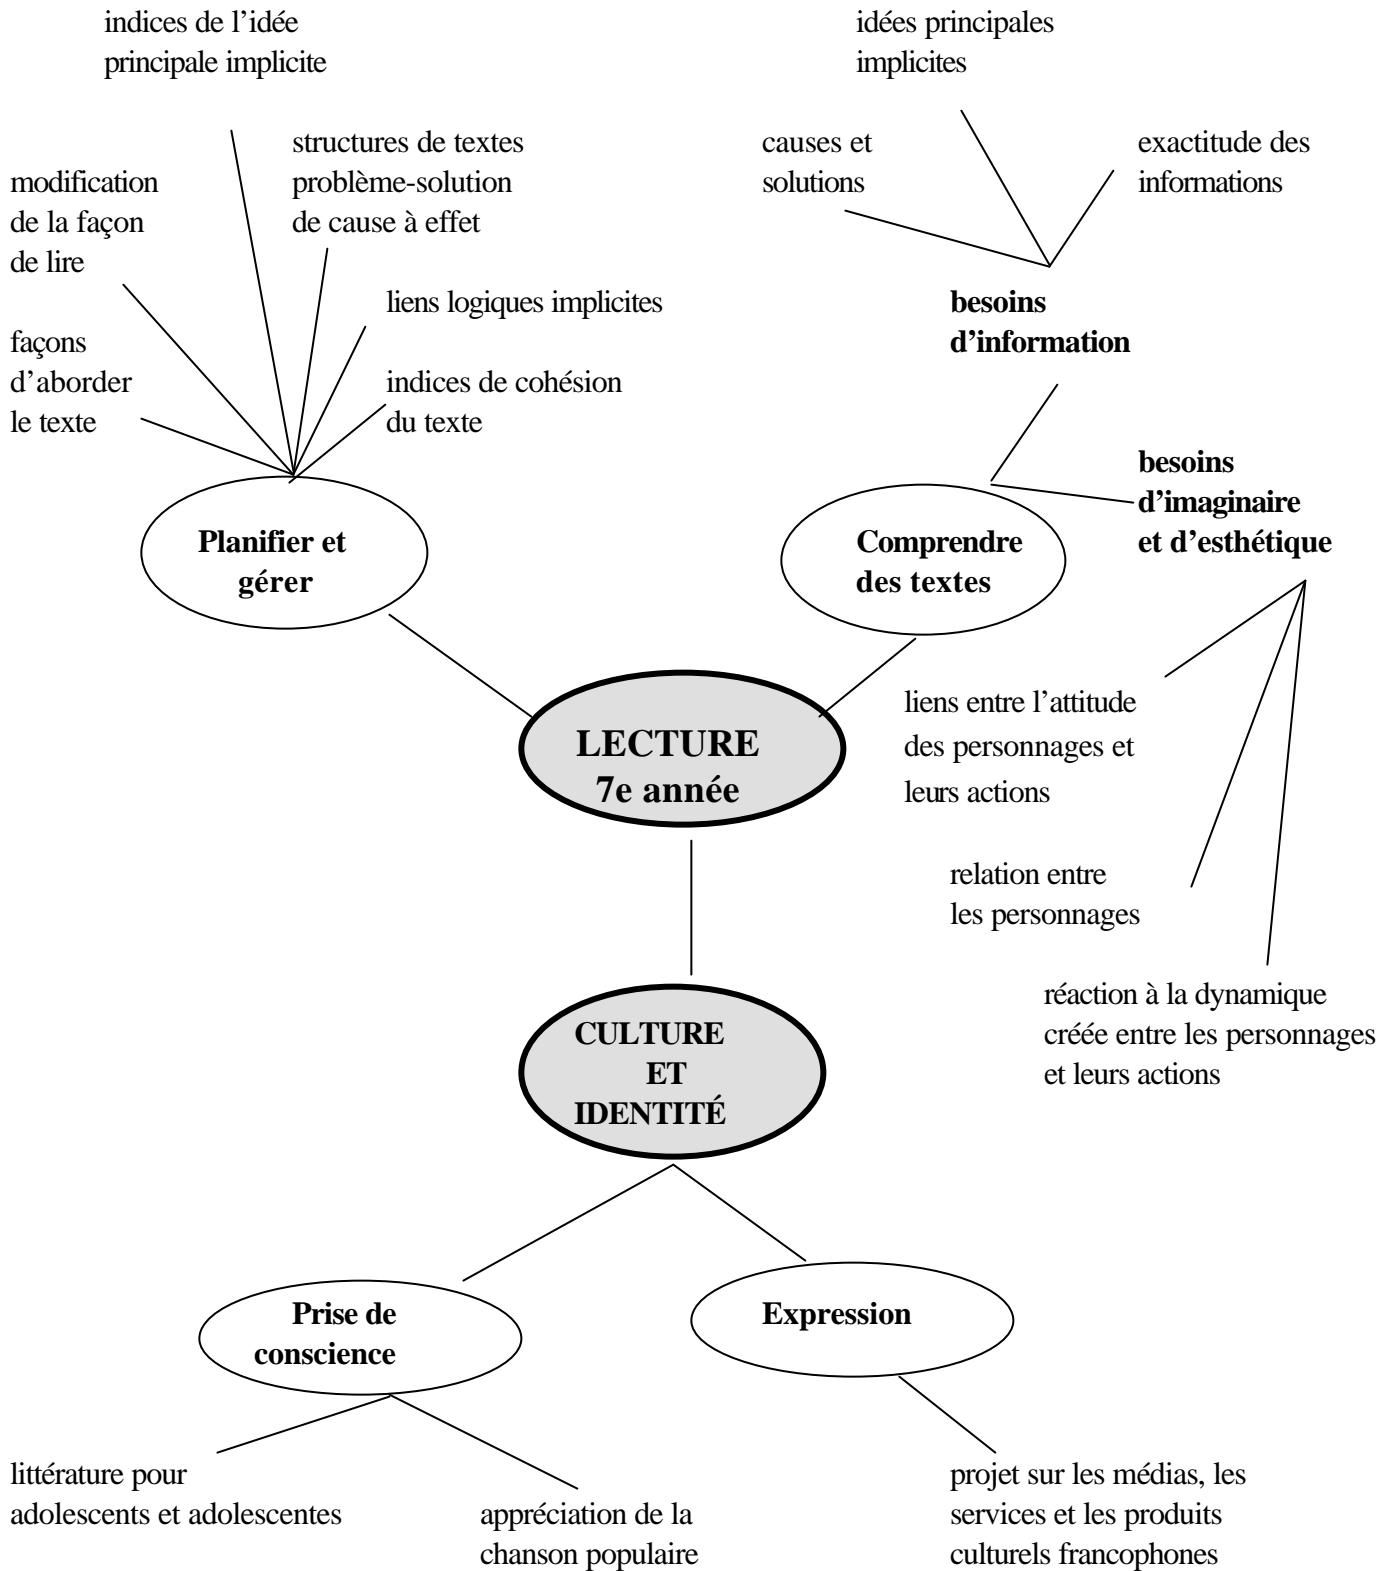 indices de l’idée
principale implicite
idées principales
implicites
structures de textes
problème-solution
de cause à effet
causes et
solutions
exactitude des
informations
modification
de la façon
de lire
liens logiques implicites
besoins
d’information
façons
d’aborder
le texte
indices de cohésion
du texte
besoins
d’imaginaire
et d’esthétique
Planifier et
gérer
Comprendre
des textes
LECTURE
7e année
liens entre l’attitude
des personnages et
leurs actions
relation entre
les personnages
réaction à la dynamique
créée entre les personnages
et leurs actions
CULTURE
ET
IDENTITÉ
Prise de
conscience
Expression
littérature pour
adolescents et adolescentes
appréciation de la
chanson populaire
projet sur les médias, les
services et les produits
culturels francophones